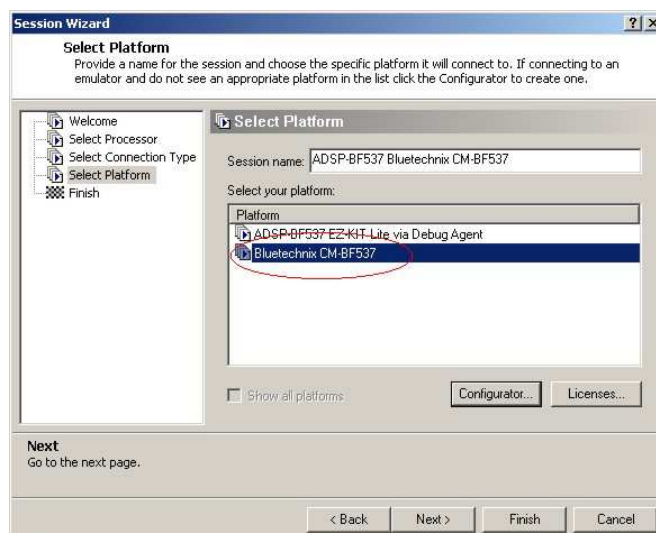 Session Wizard
Select Platform
Provide a name for the session and choose the specific platform it will connect to. If connecting to an
emulator and do not see an appropriate platform in the list click the Configurator to create one.
Welcome
Select Processor
Select Connection Type
Select Platform
Finish
Select Platform
Session name: ADSP-BF537 Bluetechnix CM-BF537
Select your platform:
Platform
ADSP-BF537 EZ-KIT Lite via Debug Agent
Bluetechnix CM-BF537
Show all platforms
Configurator...
Licenses...
Next
Go to the next page.
< Back
Next >
Finish
Cancel